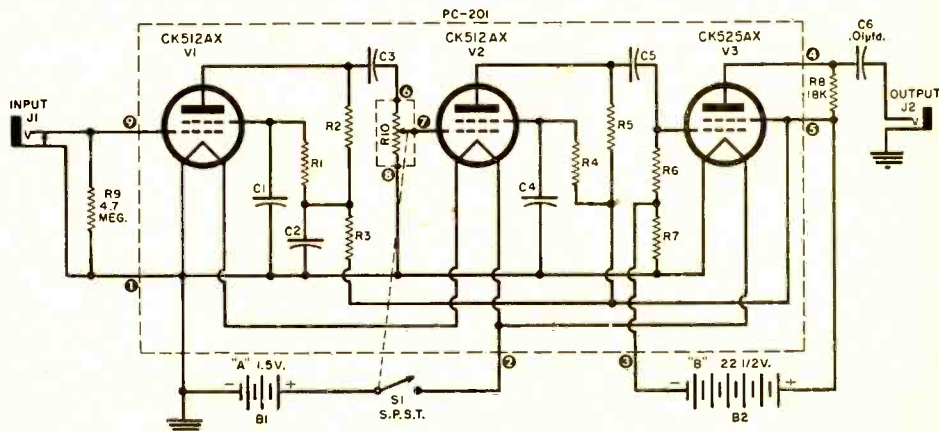 PC-201
CK512AX
V1
CK512AX
V2
CK525AX
V3
C6
.01µfd.
INPUT
J1
OUTPUT
J2
C3
C5
4
R8
18K
5
9
6
7
8
R10
R2
R1
R5
R4
R6
R9
4.7
MEG.
C1
C2
R3
C4
R7
1
2
3
"A" 1.5V.
- +
B1
S1
S.P.S.T.
"B" 22 1/2V.
- +
B2